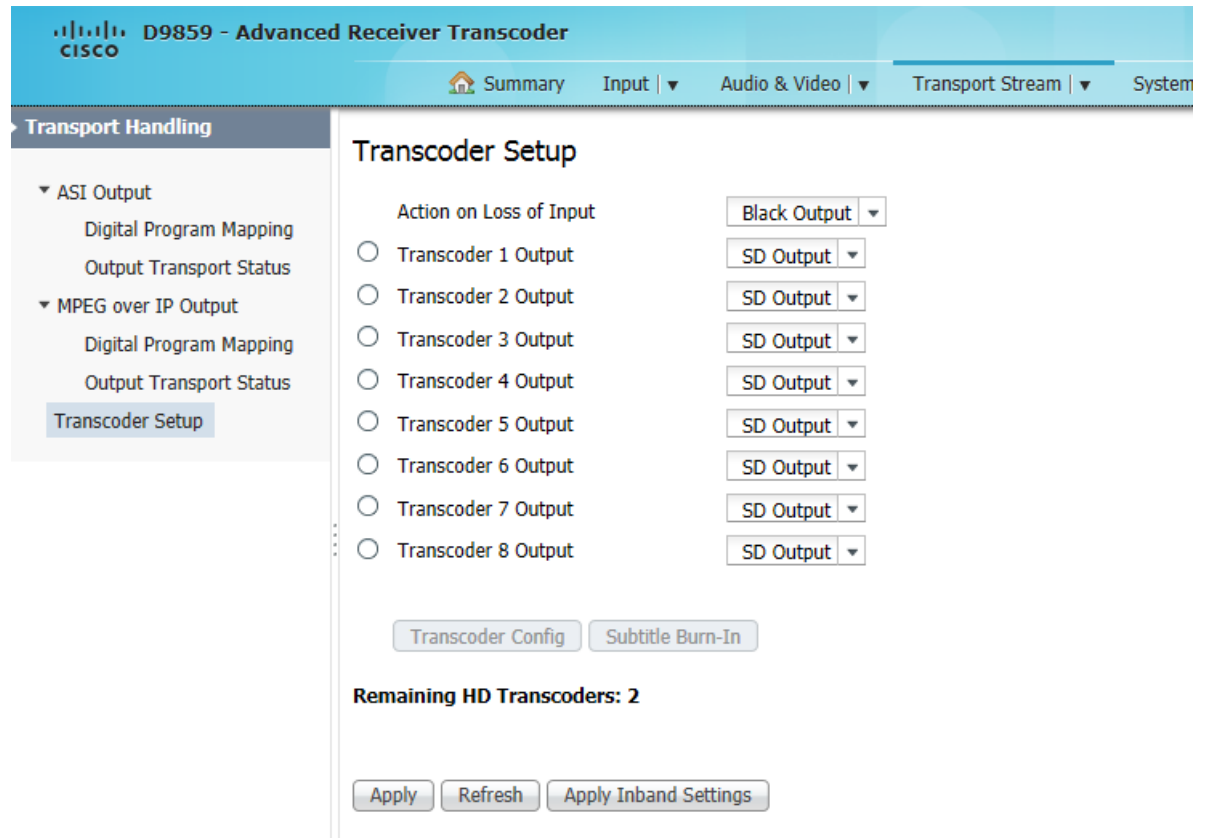 CISCO D9859 - Advanced Receiver Transcoder
Summary Input | ▼ Audio & Video | ▼ Transport Stream | ▼ System
Transport Handling
ASI Output
Digital Program Mapping
Output Transport Status
MPEG over IP Output
Digital Program Mapping
Output Transport Status
Transcoder Setup
Transcoder Setup
Action on Loss of Input Black Output
Transcoder 1 Output SD Output
Transcoder 2 Output SD Output
Transcoder 3 Output SD Output
Transcoder 4 Output SD Output
Transcoder 5 Output SD Output
Transcoder 6 Output SD Output
Transcoder 7 Output SD Output
Transcoder 8 Output SD Output
Transcoder Config Subtitle Burn-In
Remaining HD Transcoders: 2
Apply Refresh Apply Inband Settings